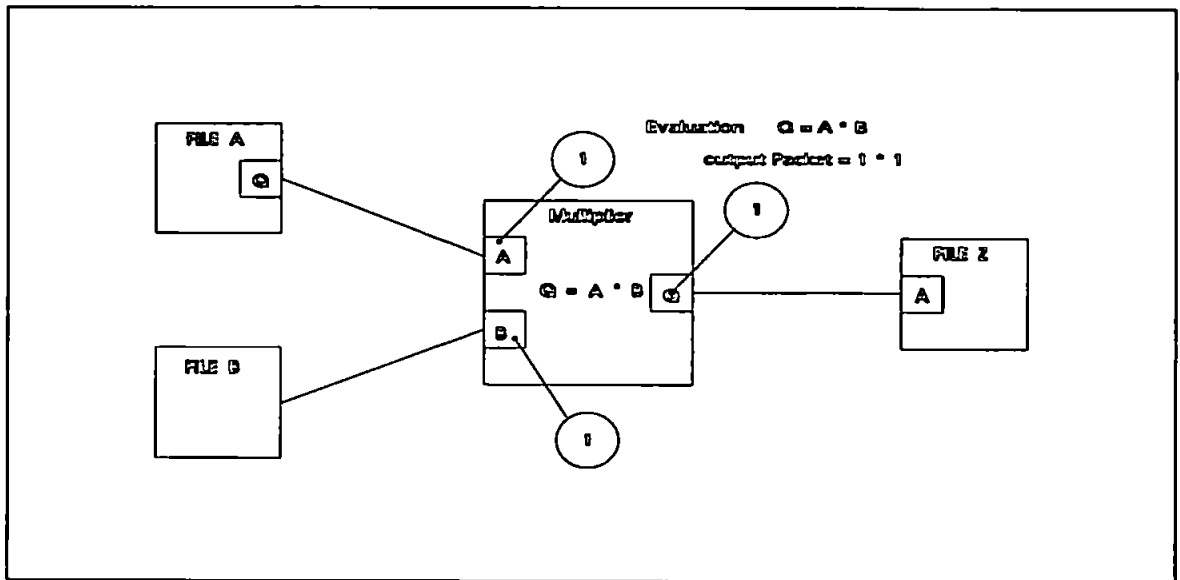 FILE A
Q
1
Evaluation Q = A * B
output Packet = 1 * 1
1
Multiplier
A
Q = A * B
Q
B
1
FILE Z
A
FILE B